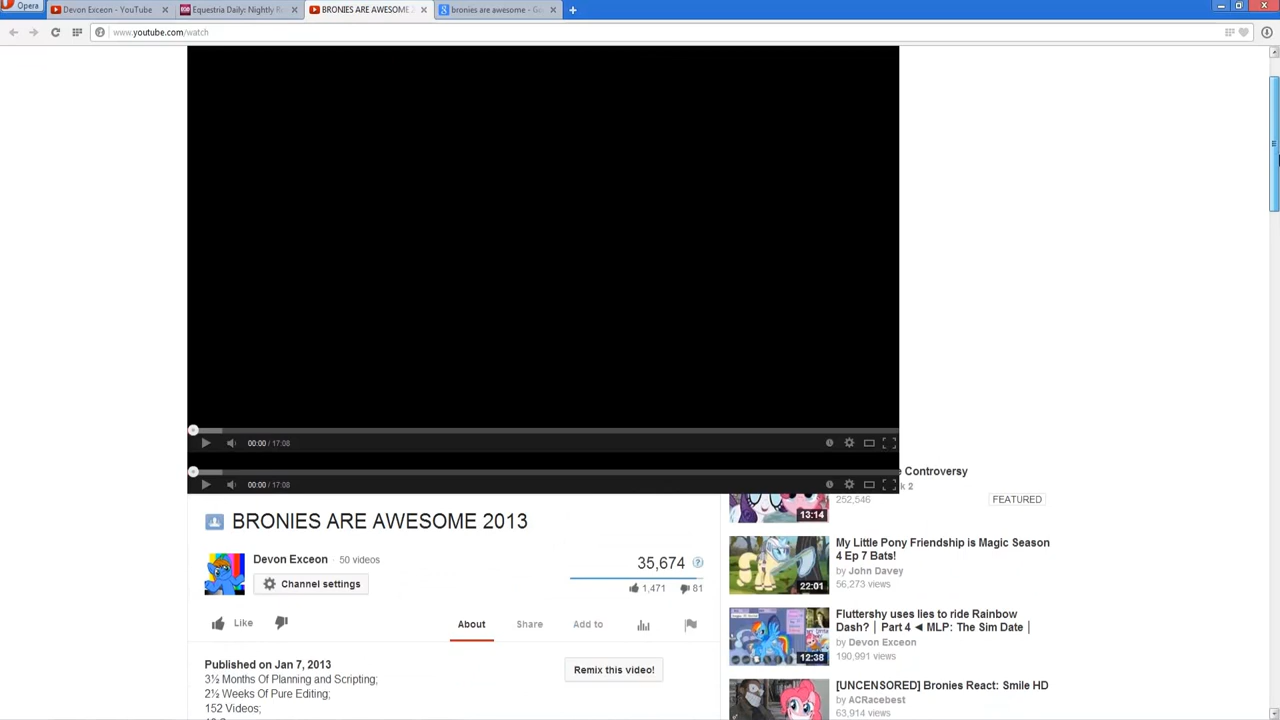 Opera
Devon Exceon - YouTube
Equestria Daily: Nightly R
BRONIES ARE AWESOME
bronies are awesome - G
www.youtube.com/watch
00:00 / 17:08
00:00 / 17:08
Controversy
k 2
252,546
FEATURED
13:14
BRONIES ARE AWESOME 2013
My Little Pony Friendship is Magic Season
4 Ep 7 Bats!
by John Davey
56,273 views
22:01
Devon Exceon · 50 videos
Channel settings
35,674
1,471
81
Like
About
Share
Add to
Fluttershy uses lies to ride Rainbow
Dash? | Part 4 ◄ MLP: The Sim Date |
by Devon Exceon
190,991 views
12:38
Published on Jan 7, 2013
Remix this video!
3½ Months Of Planning and Scripting;
2½ Weeks Of Pure Editing;
152 Videos;
[UNCENSORED] Bronies React: Smile HD
by ACRacebest
63,914 views